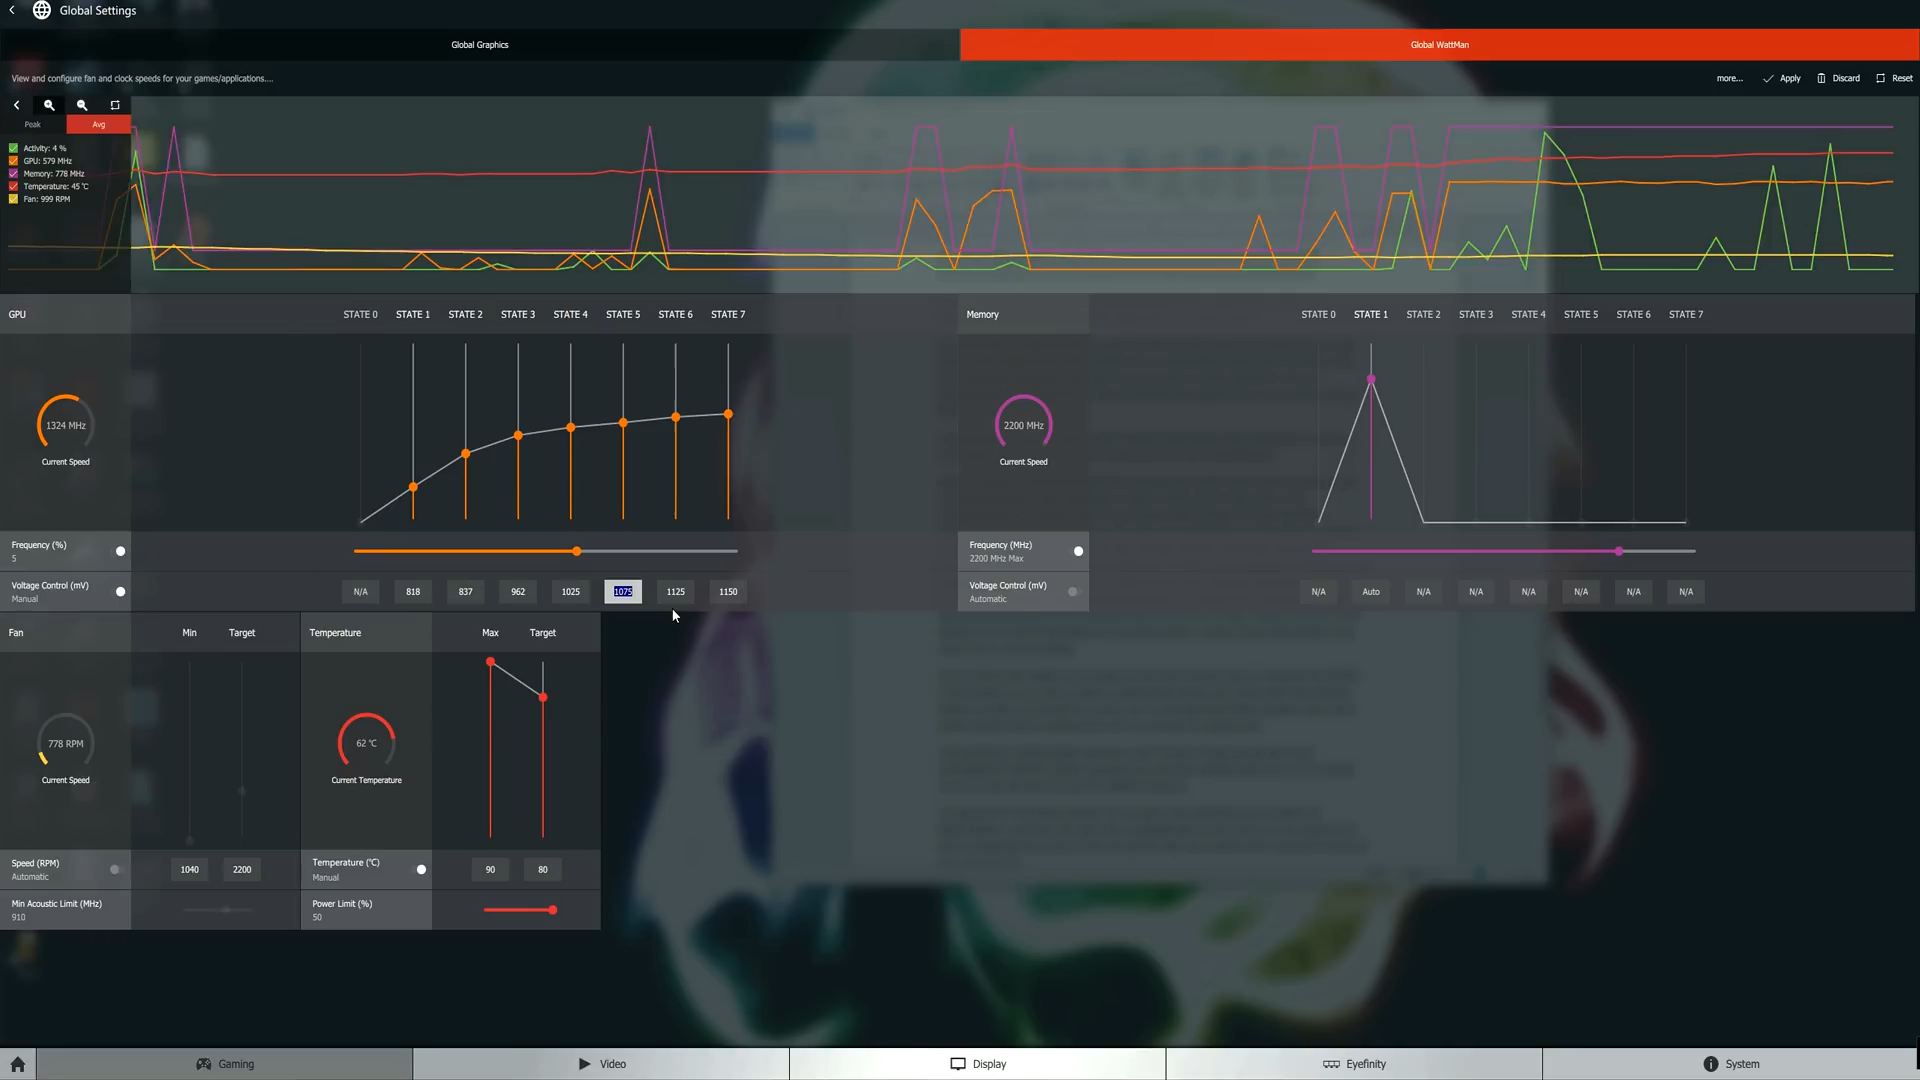 Global Settings
Global Graphics
Global WattMan
View and configure fan and clock speeds for your games/applications....
more...
Apply
Discard
Reset
Peak
Avg
Activity: 4 %
GPU: 579 MHz
Memory: 778 MHz
Temperature: 45 °C
Fan: 999 RPM
GPU
STATE 0 STATE 1 STATE 2 STATE 3 STATE 4 STATE 5 STATE 6 STATE 7
1324 MHz
Current Speed
Frequency (%)
5
Voltage Control (mV)
Manual
N/A 818 837 962 1025 1075 1125 1150
Memory
STATE 0 STATE 1 STATE 2 STATE 3 STATE 4 STATE 5 STATE 6 STATE 7
2200 MHz
Current Speed
Frequency (MHz)
2200 MHz Max
Voltage Control (mV)
Automatic
N/A Auto N/A N/A N/A N/A N/A N/A
Fan
Min
Target
778 RPM
Current Speed
Speed (RPM)
Automatic
1040
2200
Min Acoustic Limit (MHz)
910
Temperature
Max
Target
62 °C
Current Temperature
Temperature (°C)
Manual
90
80
Power Limit (%)
50
Gaming
Video
Display
Eyefinity
System